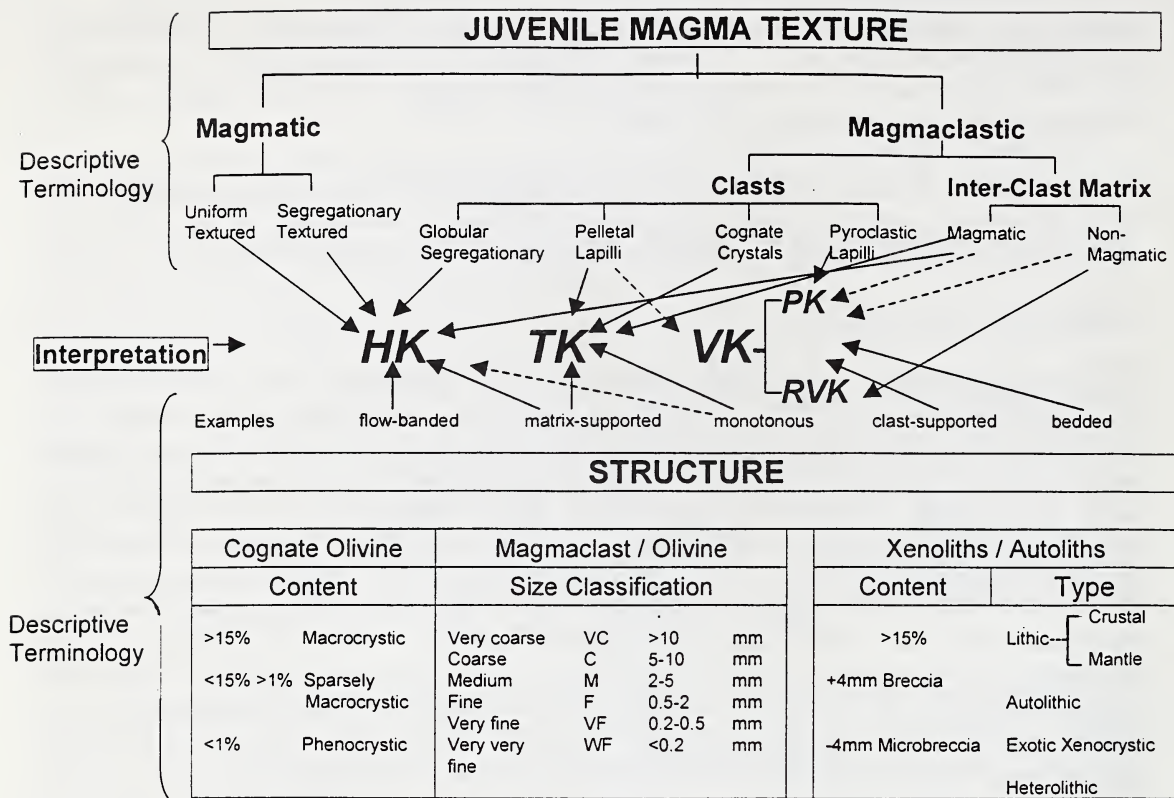 JUVENILE MAGMA TEXTURE
Magmatic
Magmaclastic
Descriptive
Terminology
Clasts
Inter-Clast Matrix
Uniform
Textured
Segregationary
Textured
Globular
Segregationary
Pelletal
Lapilli
Cognate
Crystals
Pyroclastic
Lapilli
Magmatic
Non-
Magmatic
Interpretation
HK
TK
VK
PK
RVK
Examples
flow-banded
matrix-supported
monotonous
clast-supported
bedded
STRUCTURE
Descriptive
Terminology
Cognate Olivine
Content
>15% Macrocrystic
<15% >1% Sparsely
Macrocrystic
<1% Phenocrystic
Magmaclast / Olivine
Size Classification
Very coarse VC >10 mm
Coarse C 5-10 mm
Medium M 2-5 mm
Fine F 0.5-2 mm
Very fine VF 0.2-0.5 mm
Very very WF <0.2 mm
fine
Xenoliths / Autoliths
Content Type
>15% Lithic
Crustal
Mantle
+4mm Breccia
Autolithic
-4mm Microbreccia Exotic Xenocrystic
Heterolithic